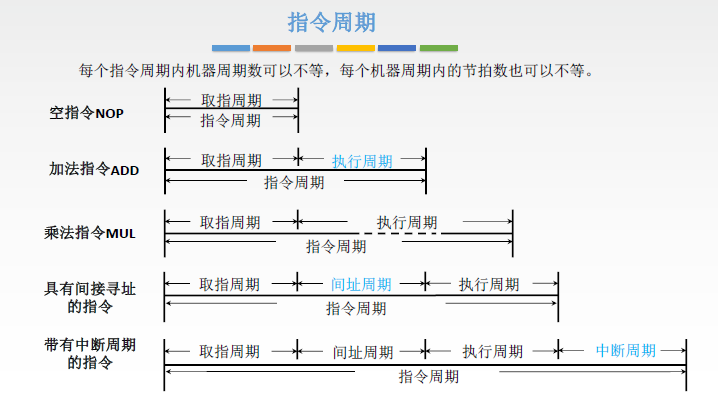 指令周期
每个指令周期内机器周期数可以不等，每个机器周期内的节拍数也可以不等。
空指令NOP
取指周期
指令周期
加法指令ADD
取指周期 执行周期
指令周期
乘法指令MUL
取指周期 执行周期
指令周期
具有间接寻址
的指令
取指周期 间址周期 执行周期
指令周期
带有中断周期
的指令
取指周期 间址周期 执行周期 中断周期
指令周期